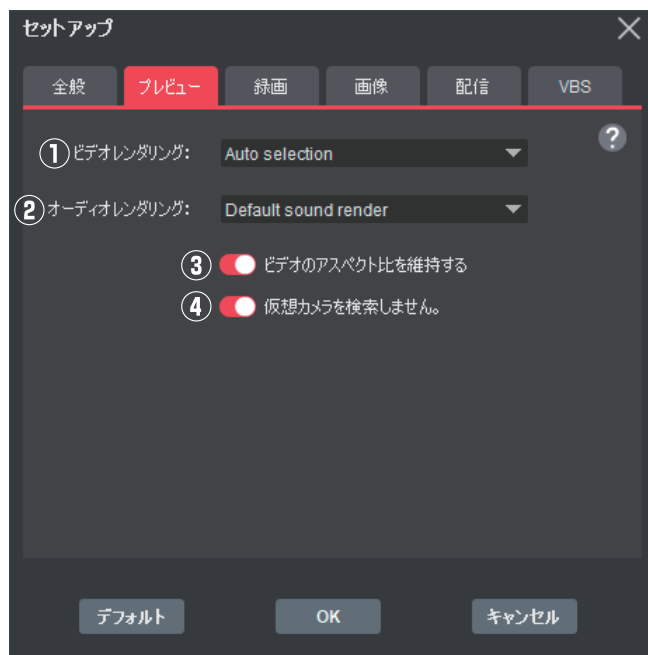 セットアップ
全般 プレビュー 録画 画像 配信 VBS
?
① ビデオレンダリング: Auto selection
② オーディオレンダリング: Default sound render
③ ビデオのアスペクト比を維持する
④ 仮想カメラを検索しません。
デフォルト OK キャンセル